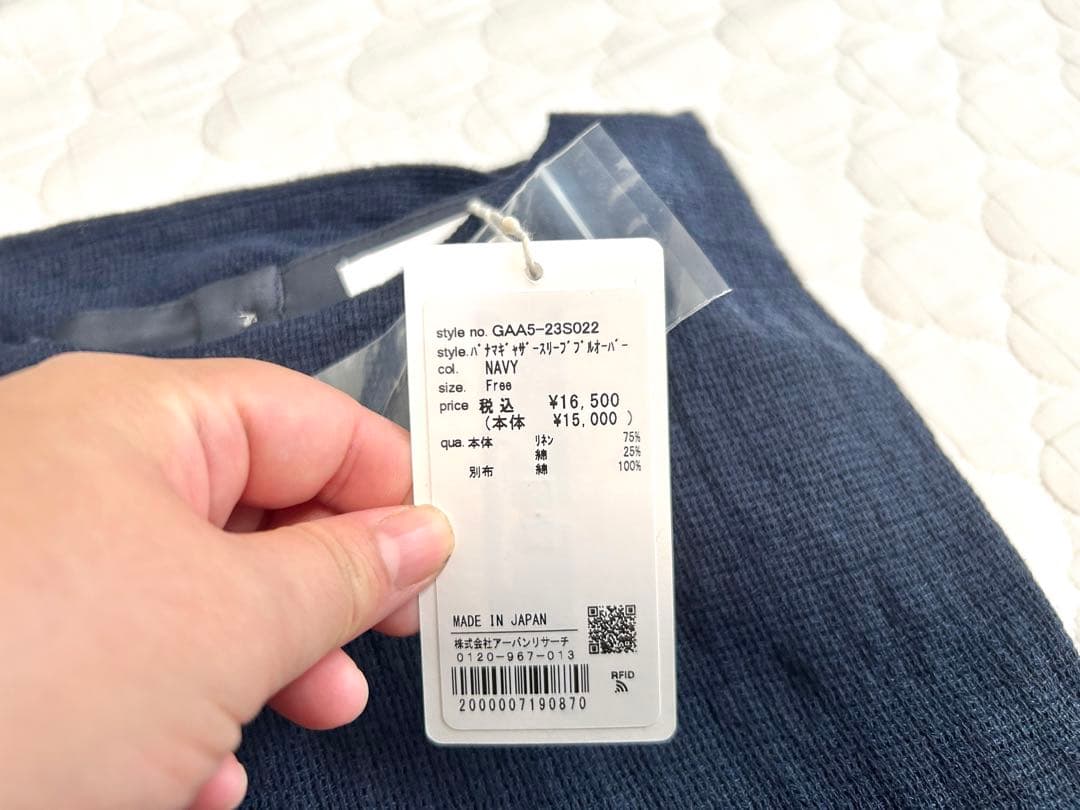 style no. GAA5-23S022
style. ﾊﾟﾅﾏｷﾞｬｻﾞｰｽﾘｰﾌﾞﾌﾟﾙｵｰﾊﾞｰ
col. NAVY
size. Free
price 税込 ¥16,500
(本体 ¥15,000 )
qua. 本体 ﾘﾈﾝ 75%
綿 25%
別布 綿 100%
MADE IN JAPAN
株式会社アーバンリサーチ
0120-967-013
RFID
2000007190870